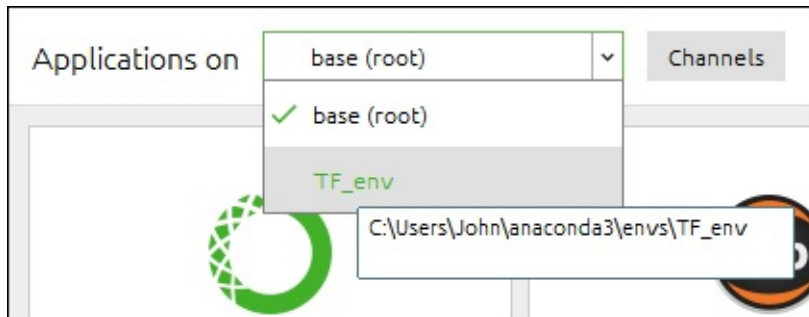 Applications on base (root) Channels
base (root)
TF_env
C:\Users\John\anaconda3\envs\TF_env